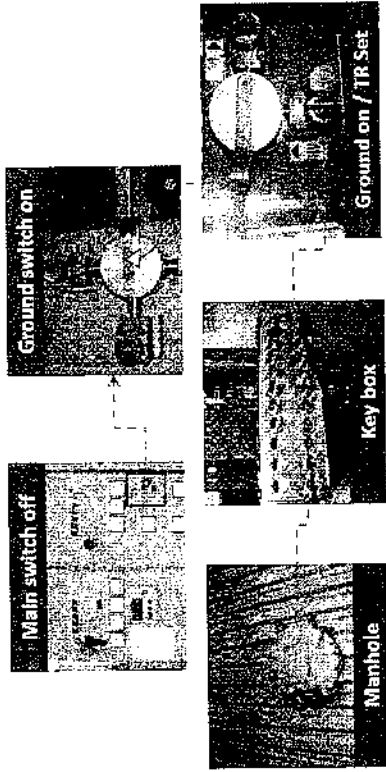 Main switch off
Ground switch on
Ground on / TR Set
Key box
Manhole